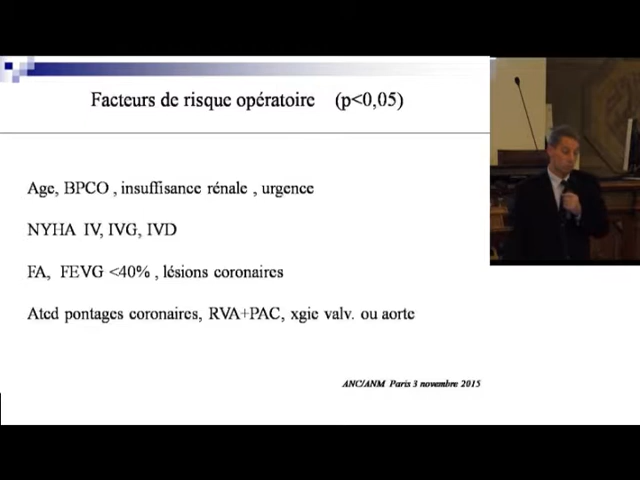 Facteurs de risque opératoire (p<0,05)
Age, BPCO , insuffisance rénale , urgence
NYHA IV, IVG, IVD
FA, FEVG <40% , lésions coronaires
Atcd pontages coronaires, RVA+PAC, xgie valv. ou aorte
ANC/ANM Paris 3 novembre 2015